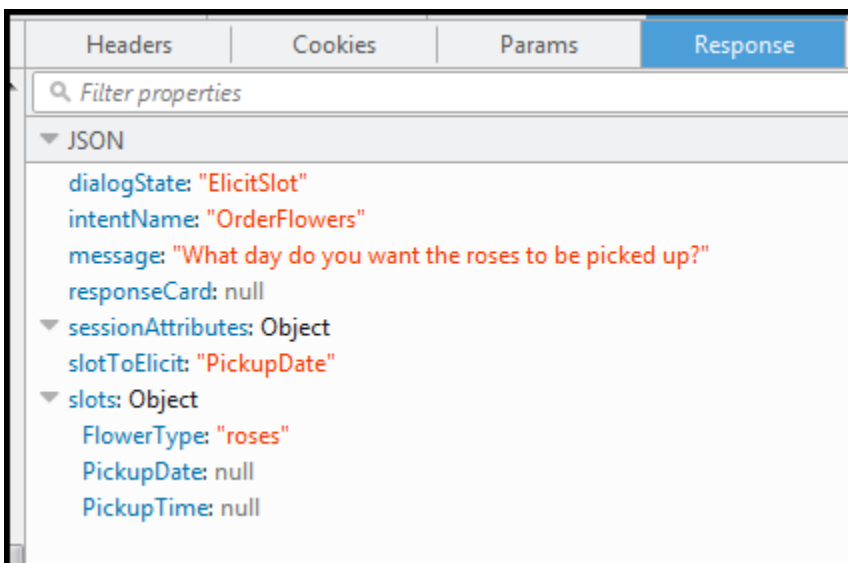 Headers Cookies Params Response
Filter properties
JSON
dialogState: "ElicitSlot"
intentName: "OrderFlowers"
message: "What day do you want the roses to be picked up?"
responseCard: null
sessionAttributes: Object
slotToElicit: "PickupDate"
slots: Object
FlowerType: "roses"
PickupDate: null
PickupTime: null